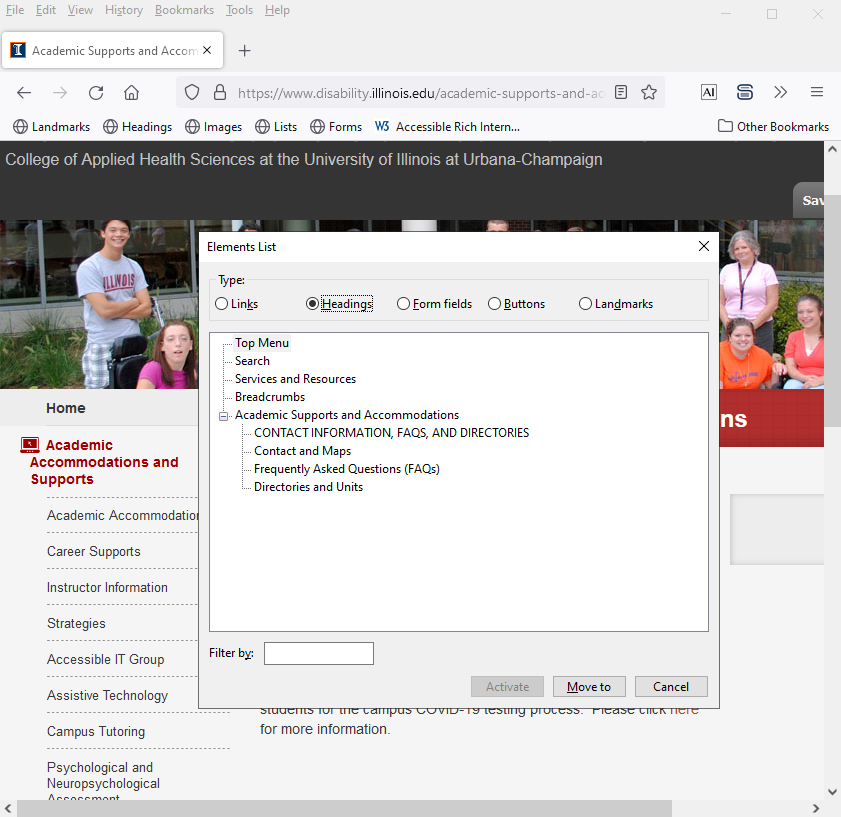 File Edit View History Bookmarks Tools Help
Academic Supports and Accom
https://www.disability.illinois.edu/academic-supports-and-ac
AI
Landmarks Headings Images Lists Forms W3 Accessible Rich Intern... Other Bookmarks
College of Applied Health Sciences at the University of Illinois at Urbana-Champaign
Sav
ILLINOIS
Elements List
Type:
Links Headings Form fields Buttons Landmarks
Top Menu
Search
Services and Resources
Breadcrumbs
Academic Supports and Accommodations
CONTACT INFORMATION, FAQS, AND DIRECTORIES
Contact and Maps
Frequently Asked Questions (FAQs)
Directories and Units
Filter by:
Activate Move to Cancel
ns
Home
Academic
Accommodations and
Supports
Academic Accommodation
Career Supports
Instructor Information
Strategies
Accessible IT Group
Assistive Technology
Campus Tutoring
Psychological and
Neuropsychological
Assessment
students for the campus COVID-19 testing process. Please click here
for more information.